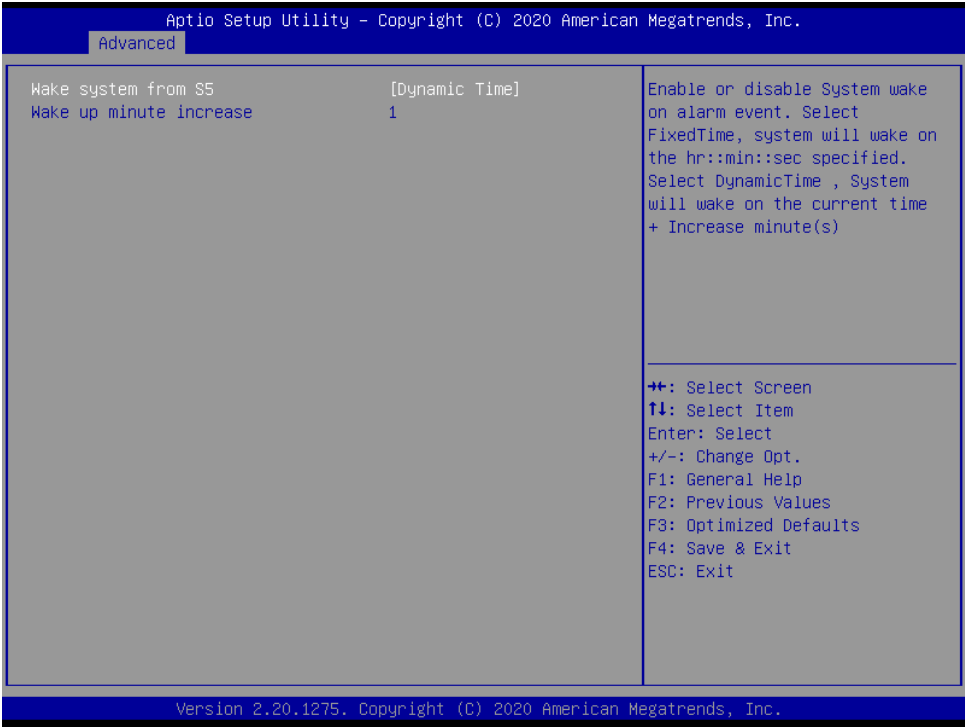 Aptio Setup Utility – Copyright (C) 2020 American Megatrends, Inc.
Advanced
Wake system from S5 [Dynamic Time]
Wake up minute increase 1
Enable or disable System wake
on alarm event. Select
FixedTime, system will wake on
the hr::min::sec specified.
Select DynamicTime , System
will wake on the current time
+ Increase minute(s)
→←: Select Screen
↑↓: Select Item
Enter: Select
+/-: Change Opt.
F1: General Help
F2: Previous Values
F3: Optimized Defaults
F4: Save & Exit
ESC: Exit
Version 2.20.1275. Copyright (C) 2020 American Megatrends, Inc.